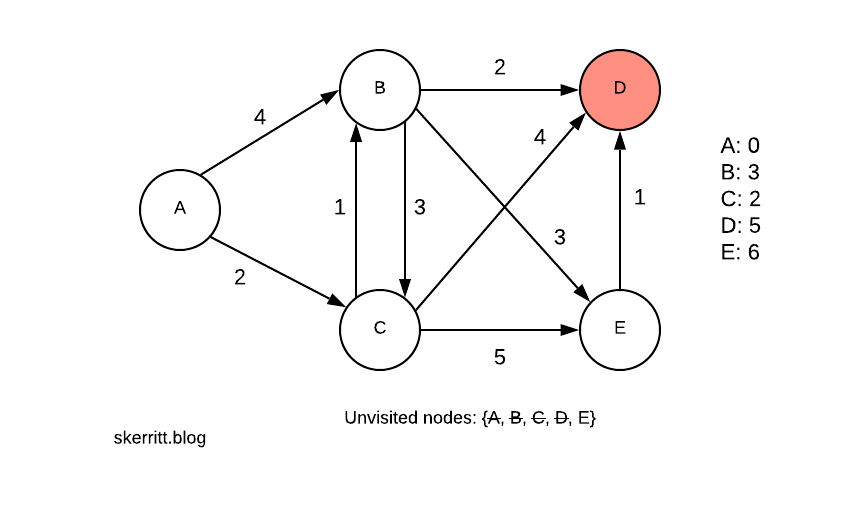 B
2
D
4
4
A: 0
B: 3
C: 2
D: 5
E: 6
A
1
3
1
3
2
C
5
E
Unvisited nodes: {A, B, C, D, E}
skerritt.blog